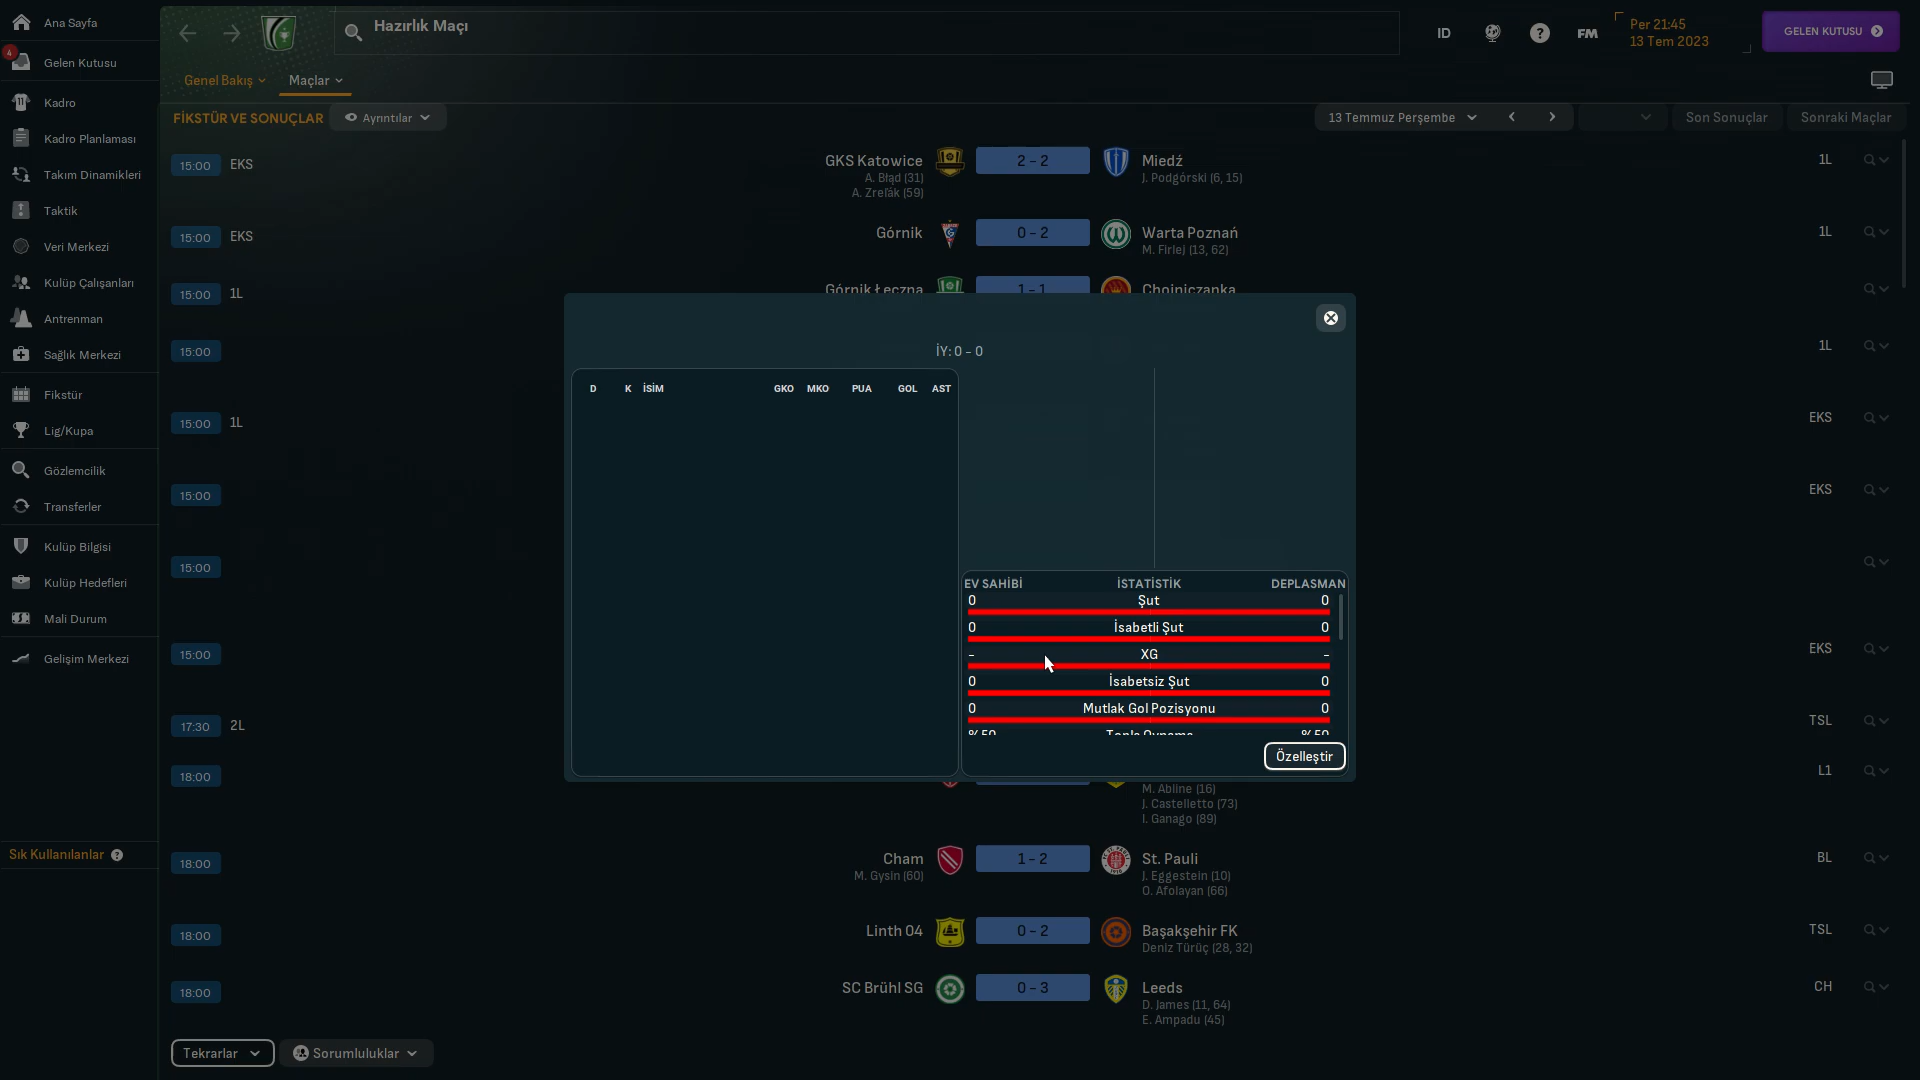 Ana Sayfa
4
Gelen Kutusu
Kadro
Kadro Planlaması
Takım Dinamikleri
Taktik
Veri Merkezi
Kulüp Çalışanları
Antrenman
Sağlık Merkezi
Fikstür
Lig/Kupa
Gözlemcilik
Transferler
Kulüp Bilgisi
Kulüp Hedefleri
Mali Durum
Gelişim Merkezi
Sık Kullanılanlar ?
Hazırlık Maçı
ID
?
FM
Per 21:45
13 Tem 2023
GELEN KUTUSU
Genel Bakış
Maçlar
FİKSTÜR VE SONUÇLAR
Ayrıntılar
13 Temmuz Perşembe
Son Sonuçlar
Sonraki Maçlar
15:00 EKS GKS Katowice 2 - 2 Miedź 1L
A. Błąd (31) J. Podgórski (6, 15)
A. Zreľák (59)
15:00 EKS Górnik 0 - 2 Warta Poznań 1L
M. Firlej (13, 62)
15:00 1L Górnik Łęczna 1 - 1 Chojniczanka
15:00 1L
15:00 1L EKS
15:00 EKS
15:00
15:00 EKS
17:30 2L TSL
18:00 L1
İY: 0 - 0
D K İSİM GKO MKO PUA GOL AST
EV SAHİBİ İSTATİSTİK DEPLASMAN
0 Şut 0
0 İsabetli Şut 0
- XG -
0 İsabetsiz Şut 0
0 Mutlak Gol Pozisyonu 0
%50 Topla Oynama %50
Özelleştir
M. Abline (16)
J. Castelletto (73)
I. Ganago (89)
18:00 Cham 1 - 2 St. Pauli BL
M. Gysin (60) J. Eggestein (10)
O. Afolayan (66)
18:00 Linth 04 0 - 2 Başakşehir FK TSL
Deniz Türüç (28, 32)
18:00 SC Brühl SG 0 - 3 Leeds CH
D. James (11, 64)
E. Ampadu (45)
Tekrarlar
Sorumluluklar